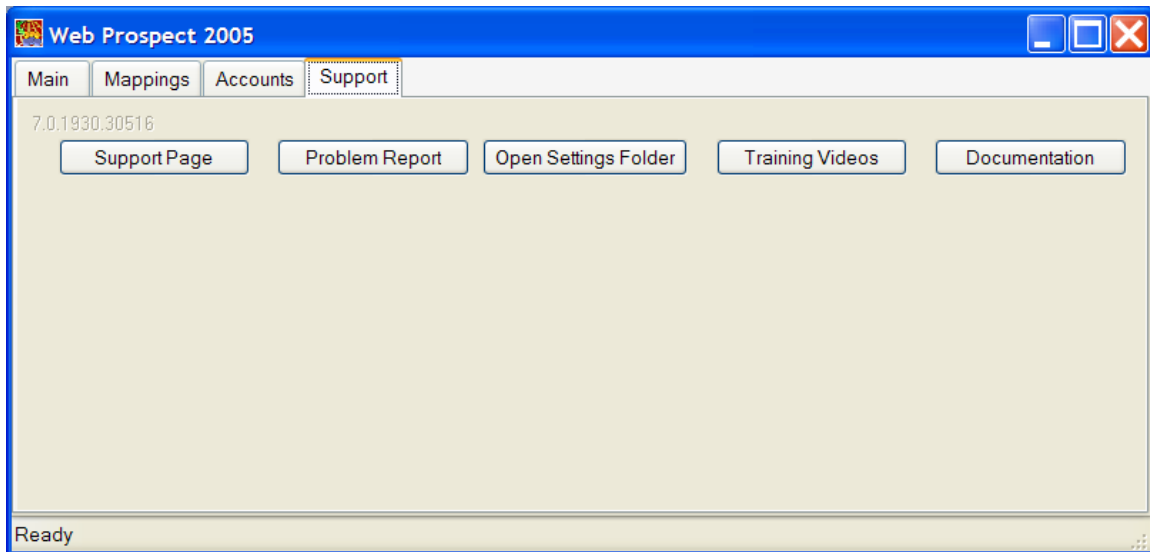 Web Prospect 2005
Main Mappings Accounts Support
7.0.1930.30516
Support Page Problem Report Open Settings Folder Training Videos Documentation
Ready